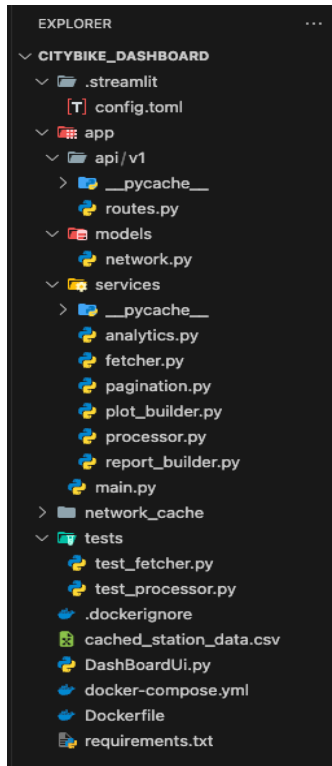 EXPLORER
CITYBIKE_DASHBOARD
.streamlit
[T] config.toml
app
api/v1
__pycache__
routes.py
models
network.py
services
__pycache__
analytics.py
fetcher.py
pagination.py
plot_builder.py
processor.py
report_builder.py
main.py
network_cache
tests
test_fetcher.py
test_processor.py
.dockerignore
cached_station_data.csv
DashBoardUi.py
docker-compose.yml
Dockerfile
requirements.txt